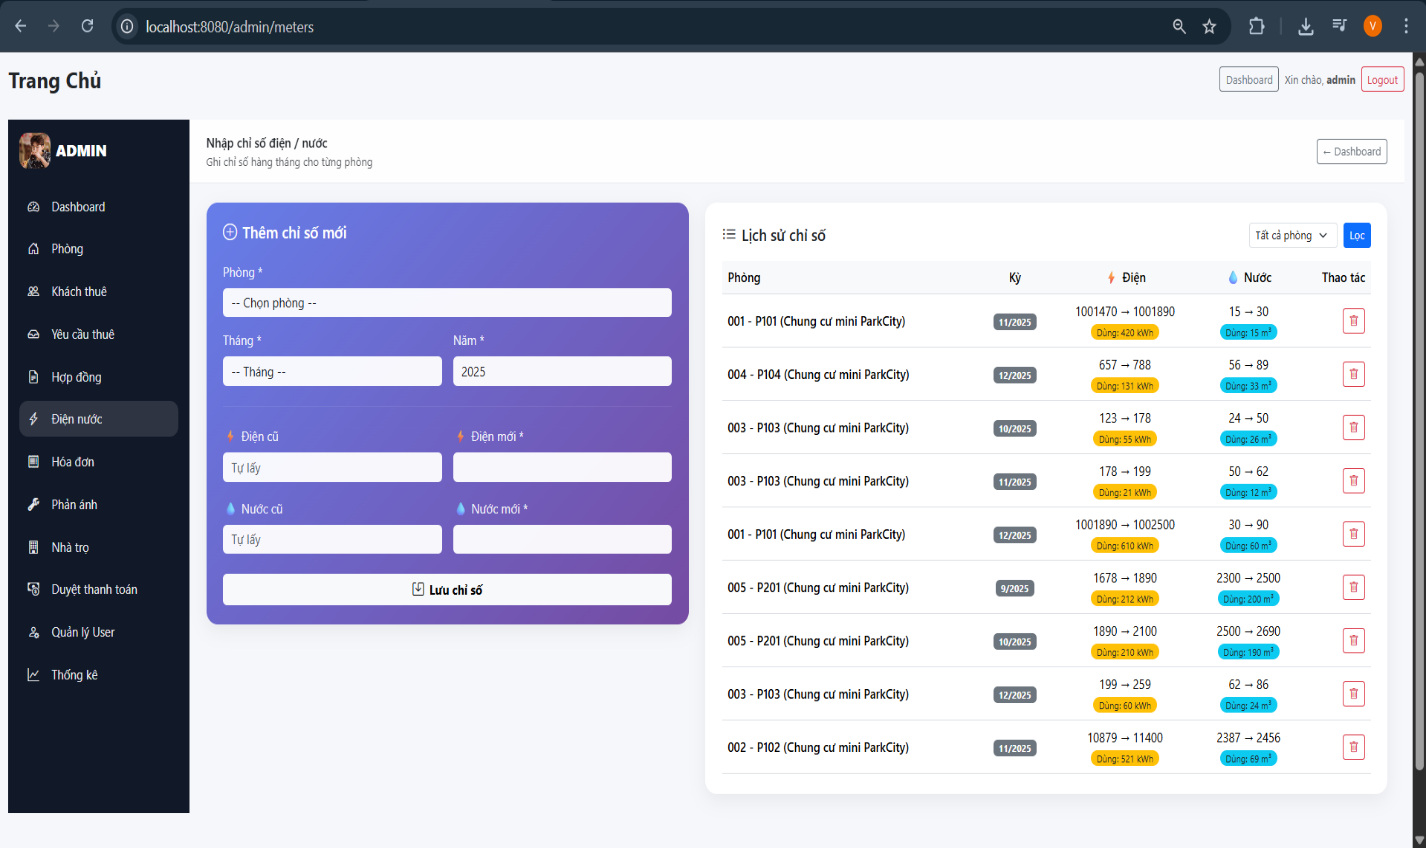 localhost:8080/admin/meters
V
Trang Chủ
Dashboard Xin chào, admin Logout
ADMIN
Dashboard
Phòng
Khách thuê
Yêu cầu thuê
Hợp đồng
Điện nước
Hóa đơn
Phản ánh
Nhà trọ
Duyệt thanh toán
Quản lý User
Thống kê
Nhập chỉ số điện / nước
Ghi chỉ số hàng tháng cho từng phòng
← Dashboard
Thêm chỉ số mới
Phòng *
-- Chọn phòng --
Tháng * Năm *
-- Tháng -- 2025
Điện cũ Điện mới *
Tự lấy
Nước cũ Nước mới *
Tự lấy
Lưu chỉ số
Lịch sử chỉ số
Tất cả phòng Lọc
Phòng Kỳ Điện Nước Thao tác
001 - P101 (Chung cư mini ParkCity) 11/2025 1001470 → 1001890 15 → 30
Dùng: 420 kWh Dùng: 15 m³
004 - P104 (Chung cư mini ParkCity) 12/2025 657 → 788 56 → 89
Dùng: 131 kWh Dùng: 33 m³
003 - P103 (Chung cư mini ParkCity) 10/2025 123 → 178 24 → 50
Dùng: 55 kWh Dùng: 26 m³
003 - P103 (Chung cư mini ParkCity) 11/2025 178 → 199 50 → 62
Dùng: 21 kWh Dùng: 12 m³
001 - P101 (Chung cư mini ParkCity) 12/2025 1001890 → 1002500 30 → 90
Dùng: 610 kWh Dùng: 60 m³
005 - P201 (Chung cư mini ParkCity) 9/2025 1678 → 1890 2300 → 2500
Dùng: 212 kWh Dùng: 200 m³
005 - P201 (Chung cư mini ParkCity) 10/2025 1890 → 2100 2500 → 2690
Dùng: 210 kWh Dùng: 190 m³
003 - P103 (Chung cư mini ParkCity) 12/2025 199 → 259 62 → 86
Dùng: 60 kWh Dùng: 24 m³
002 - P102 (Chung cư mini ParkCity) 11/2025 10879 → 11400 2387 → 2456
Dùng: 521 kWh Dùng: 69 m³